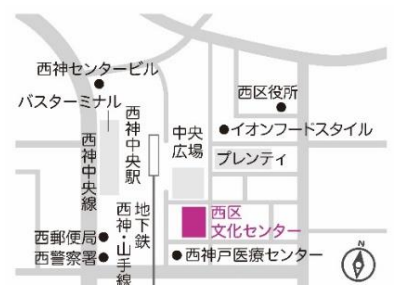 西神センタービル
バスターミナル
西区役所
イオンフードスタイル
中央
広場
プレンティ
西神中央駅
西神中央線
地下鉄
西神・山手線
西区
文化センター
西郵便局
西警察署
西神戸医療センター
N